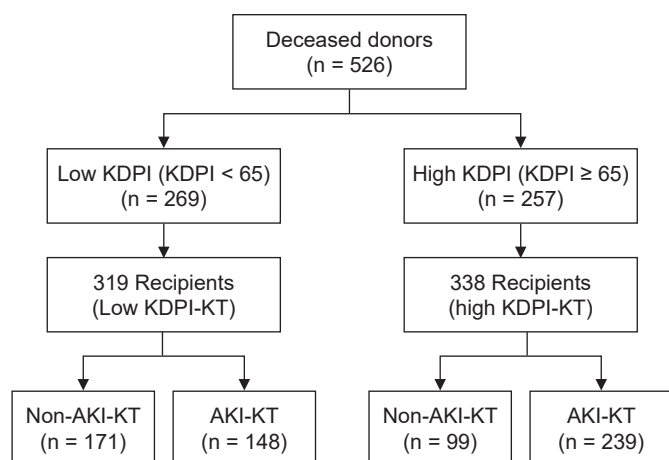 Deceased donors
(n = 526)
Low KDPI (KDPI < 65)
(n = 269)
High KDPI (KDPI ≥ 65)
(n = 257)
319 Recipients
(Low KDPI-KT)
338 Recipients
(high KDPI-KT)
Non-AKI-KT
(n = 171)
AKI-KT
(n = 148)
Non-AKI-KT
(n = 99)
AKI-KT
(n = 239)